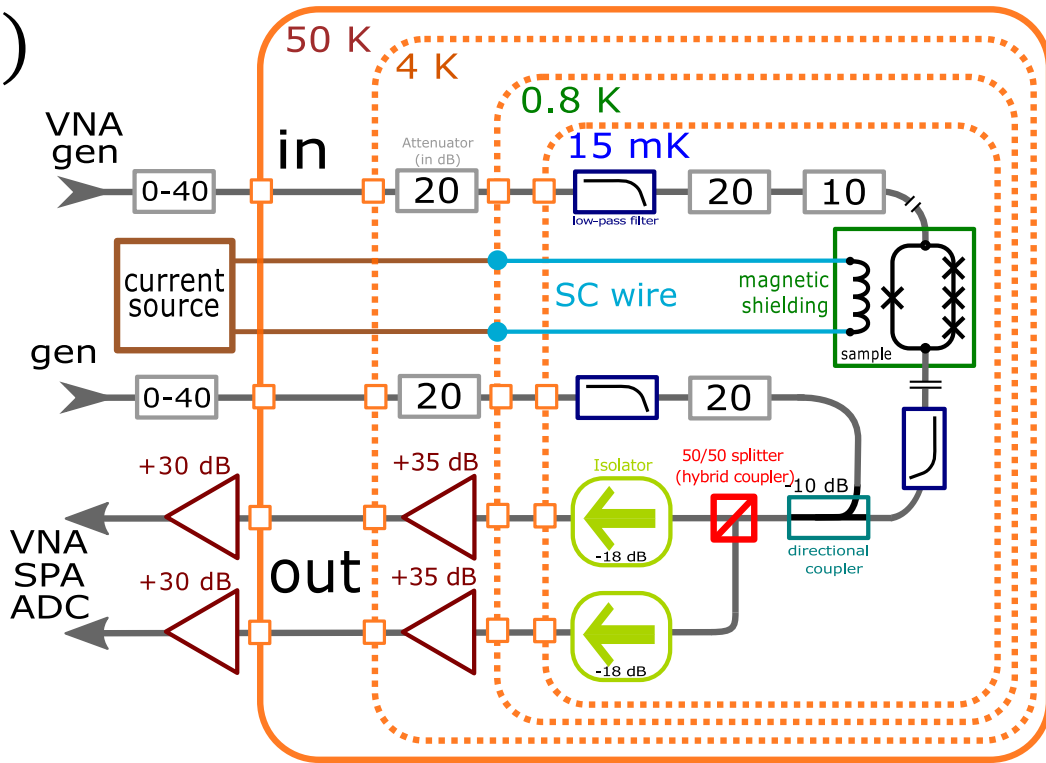 )
50 K
4 K
0.8 K
15 mK
VNA
gen
in
0-40
Attenuator
(in dB)
20
low-pass filter
20
10
current
source
SC wire
magnetic
shielding
sample
gen
0-40
20
20
+30 dB
+35 dB
Isolator
-18 dB
50/50 splitter
(hybrid coupler)
-10 dB
directional
coupler
VNA
SPA
ADC
out
+30 dB
+35 dB
-18 dB